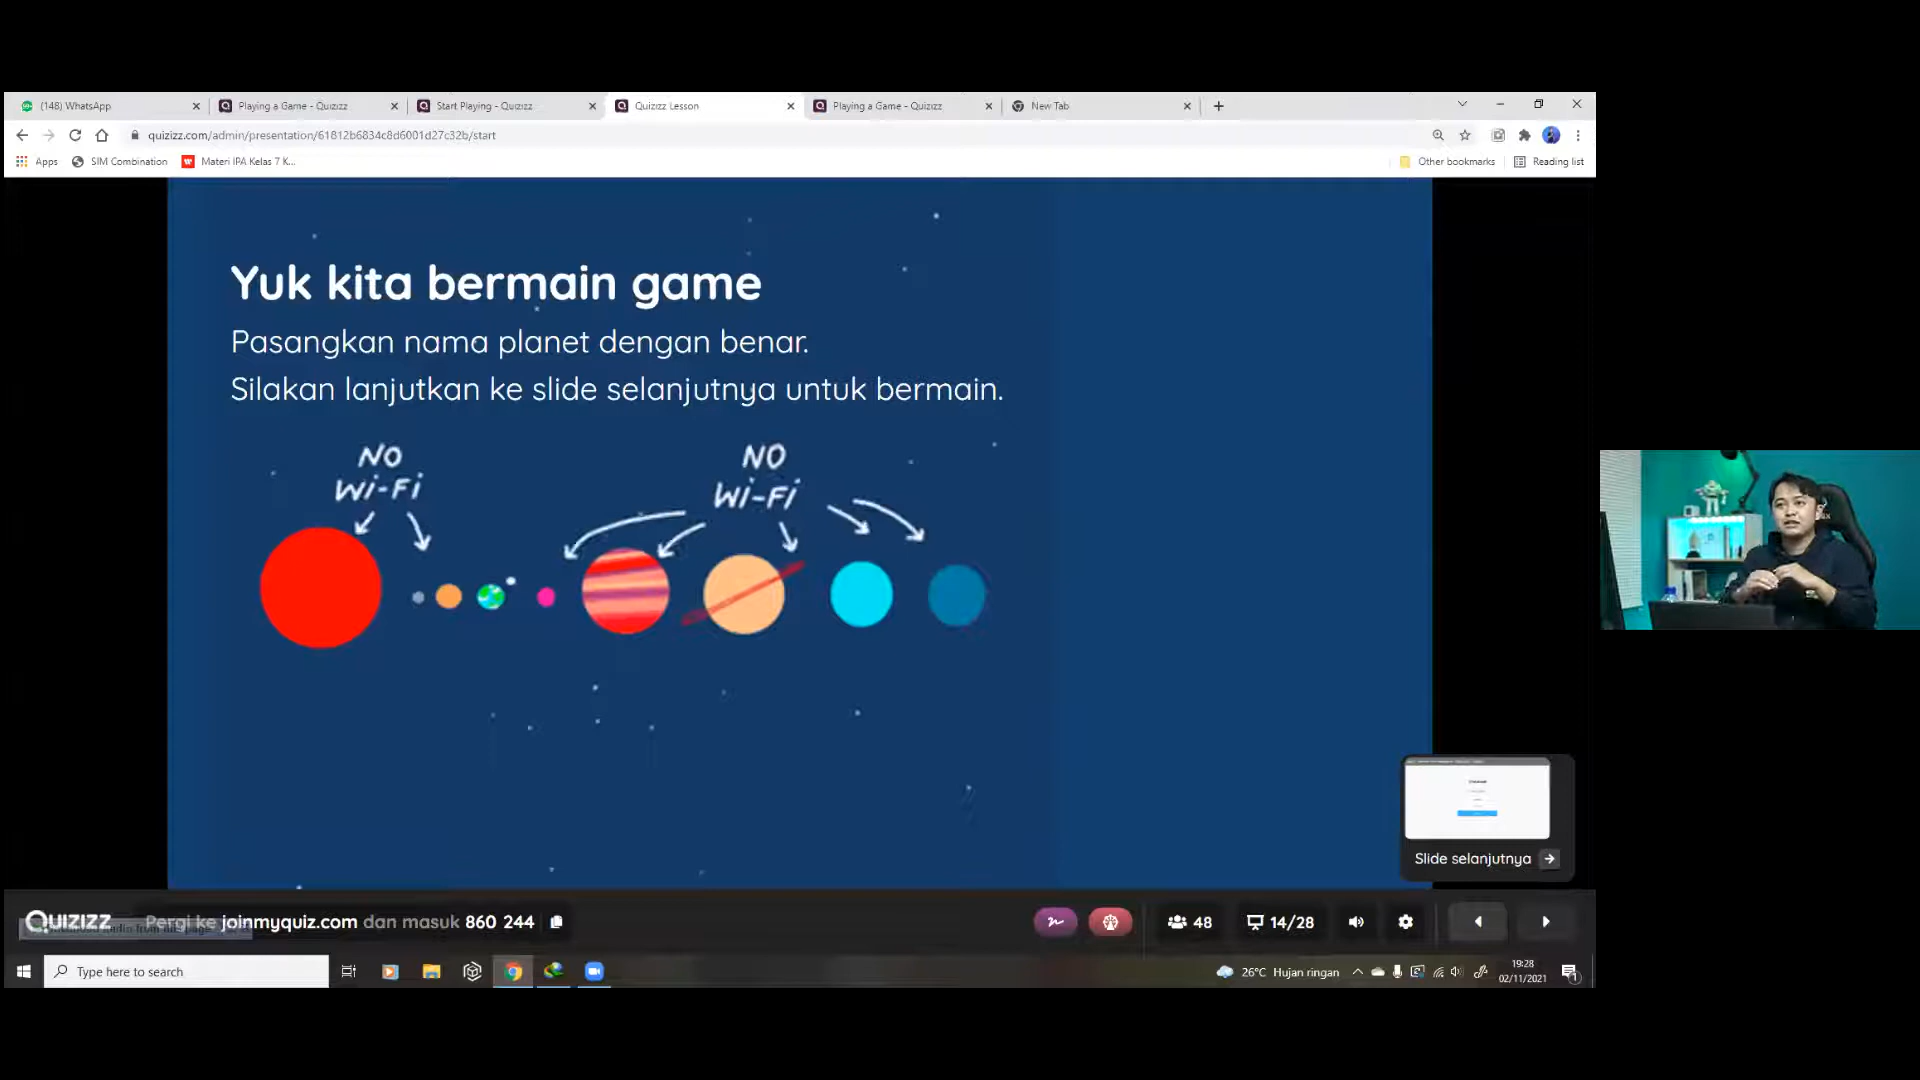 (148) WhatsApp
Playing a Game - Quizizz
Start Playing - Quizizz
Quizizz Lesson
Playing a Game - Quizizz
New Tab
quizizz.com/admin/presentation/61812b6834c8d6001d27c32b/start
Apps
SIM Combination
Materi IPA Kelas 7 K...
Other bookmarks
Reading list
Yuk kita bermain game
Pasangkan nama planet dengan benar.
Silakan lanjutkan ke slide selanjutnya untuk bermain.
NO
Wi-Fi
NO
Wi-Fi
Slide selanjutnya
QUIZIZZ
Pergi ke joinmyquiz.com dan masuk 860 244
48
14/28
Type here to search
26°C Hujan ringan
19:28
02/11/2021
1